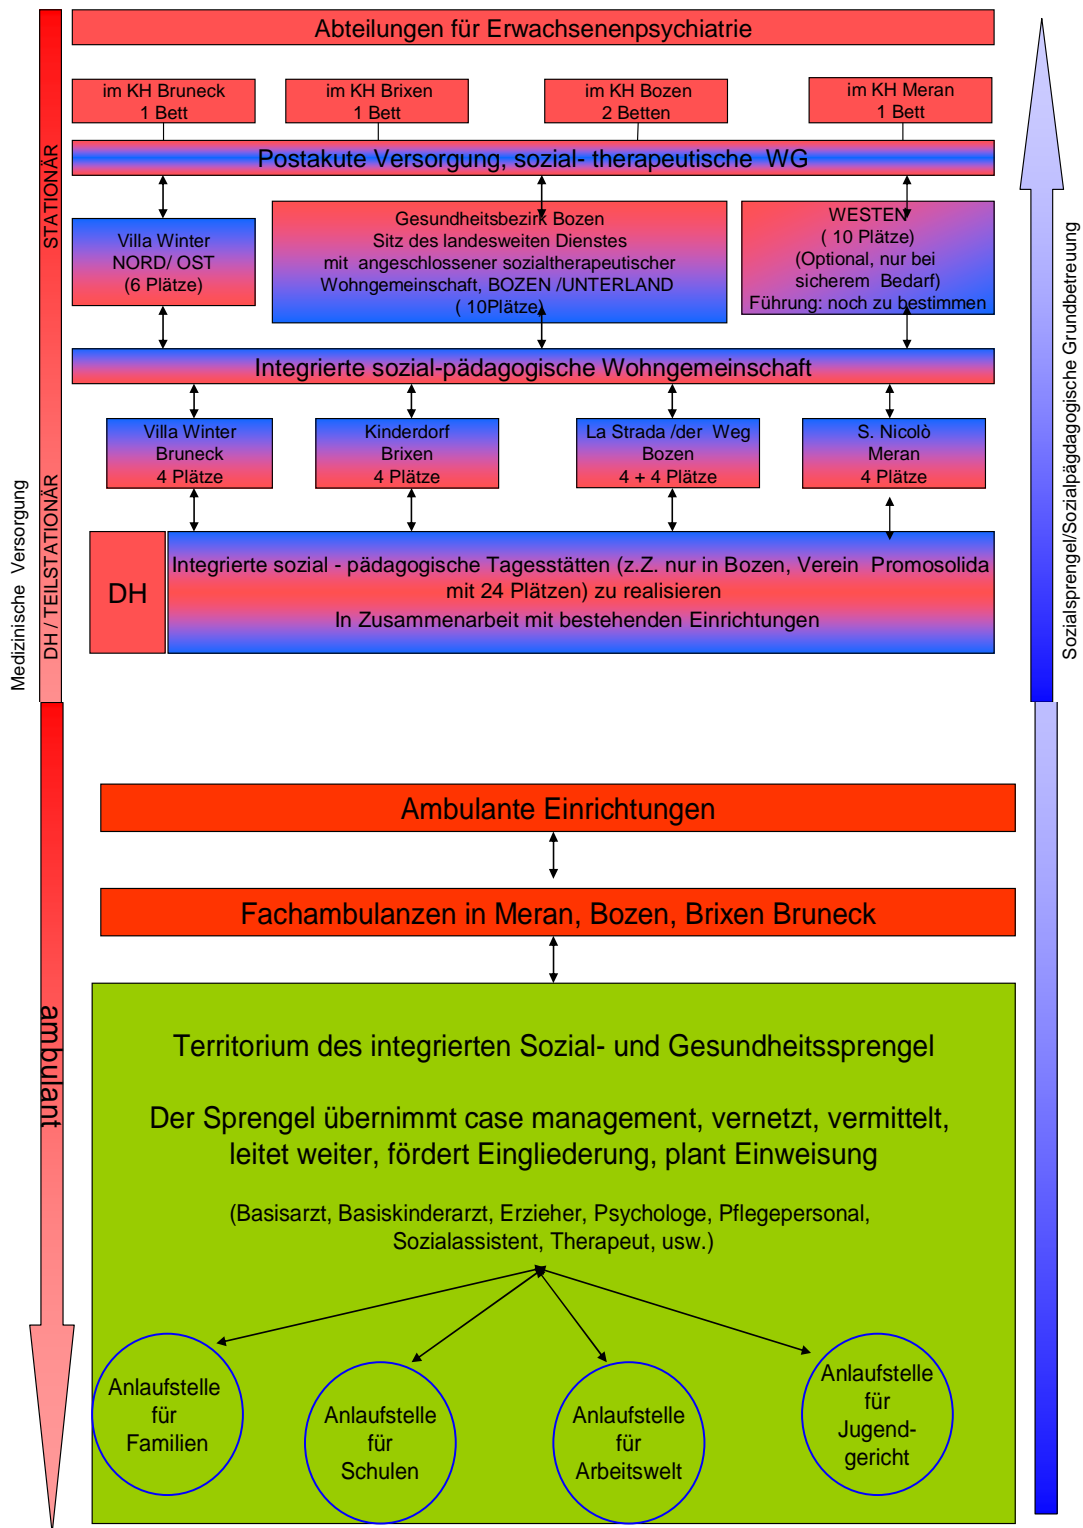 Abteilungen für Erwachsenenpsychiatrie
im KH Bruneck
1 Bett
im KH Brixen
1 Bett
im KH Bozen
2 Betten
im KH Meran
1 Bett
Postakute Versorgung, sozial- therapeutische WG
Villa Winter
NORD/ OST
(6 Plätze)
Gesundheitsbezirk Bozen
Sitz des landesweiten Dienstes
mit angeschlossener sozialtherapeutischer
Wohngemeinschaft, BOZEN /UNTERLAND
( 10Plätze)
WESTEN
( 10 Plätze)
(Optional, nur bei
sicherem Bedarf)
Führung: noch zu bestimmen
Integrierte sozial-pädagogische Wohngemeinschaft
Villa Winter
Bruneck
4 Plätze
Kinderdorf
Brixen
4 Plätze
La Strada /der Weg
Bozen
4 + 4 Plätze
S. Nicolò
Meran
4 Plätze
DH
Integrierte sozial - pädagogische Tagesstätten (z.Z. nur in Bozen, Verein Promosolida
mit 24 Plätzen) zu realisieren
In Zusammenarbeit mit bestehenden Einrichtungen
Medizinische Versorgung
STATIONÄR
DH / TEILSTATIONÄR
ambulant
Sozialsprengel/Sozialpägdagogische Grundbetreuung
Ambulante Einrichtungen
Fachambulanzen in Meran, Bozen, Brixen Bruneck
Territorium des integrierten Sozial- und Gesundheitssprengel
Der Sprengel übernimmt case management, vernetzt, vermittelt,
leitet weiter, fördert Eingliederung, plant Einweisung
(Basisarzt, Basiskinderarzt, Erzieher, Psychologe, Pflegepersonal,
Sozialassistent, Therapeut, usw.)
Anlaufstelle
für
Familien
Anlaufstelle
für
Schulen
Anlaufstelle
für
Arbeitswelt
Anlaufstelle
für
Jugend-
gericht